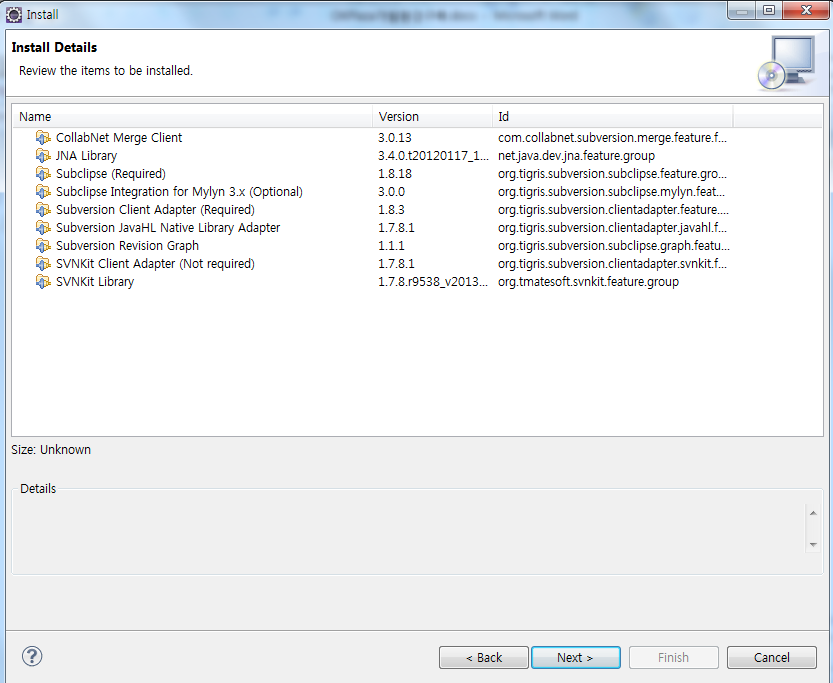 Install
Install Details
Review the items to be installed.
Name Version Id
CollabNet Merge Client 3.0.13 com.collabnet.subversion.merge.feature.f...
JNA Library 3.4.0.t20120117_1... net.java.dev.jna.feature.group
Subclipse (Required) 1.8.18 org.tigris.subversion.subclipse.feature.gro...
Subclipse Integration for Mylyn 3.x (Optional) 3.0.0 org.tigris.subversion.subclipse.mylyn.feat...
Subversion Client Adapter (Required) 1.8.3 org.tigris.subversion.clientadapter.feature....
Subversion JavaHL Native Library Adapter 1.7.8.1 org.tigris.subversion.clientadapter.javahl.f...
Subversion Revision Graph 1.1.1 org.tigris.subversion.subclipse.graph.featu...
SVNKit Client Adapter (Not required) 1.7.8.1 org.tigris.subversion.clientadapter.svnkit.f...
SVNKit Library 1.7.8.r9538_v2013... org.tmatesoft.svnkit.feature.group
Size: Unknown
Details
? < Back Next > Finish Cancel